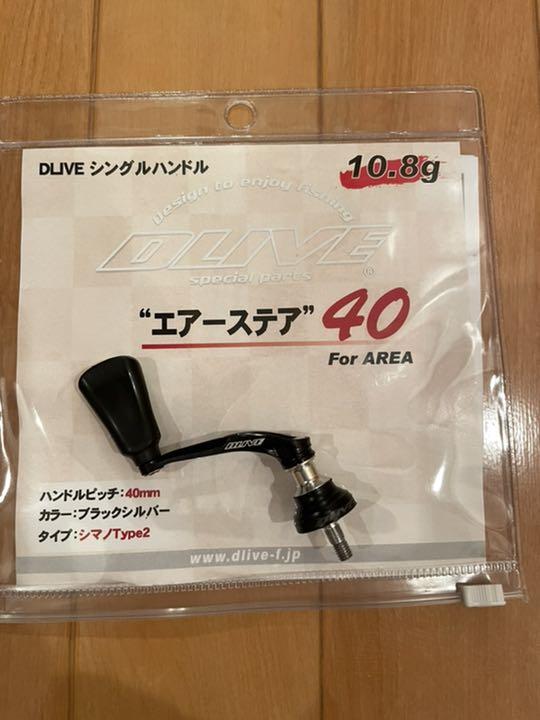 DLIVE シングルハンドル
10.8g
Design to enjoy fishing
DLIVE
®
special parts
"エアーステア" 40
For AREA
DLIVE
ハンドルピッチ:40mm
カラー:ブラックシルバー
タイプ:シマノType2
www.dlive-f.jp